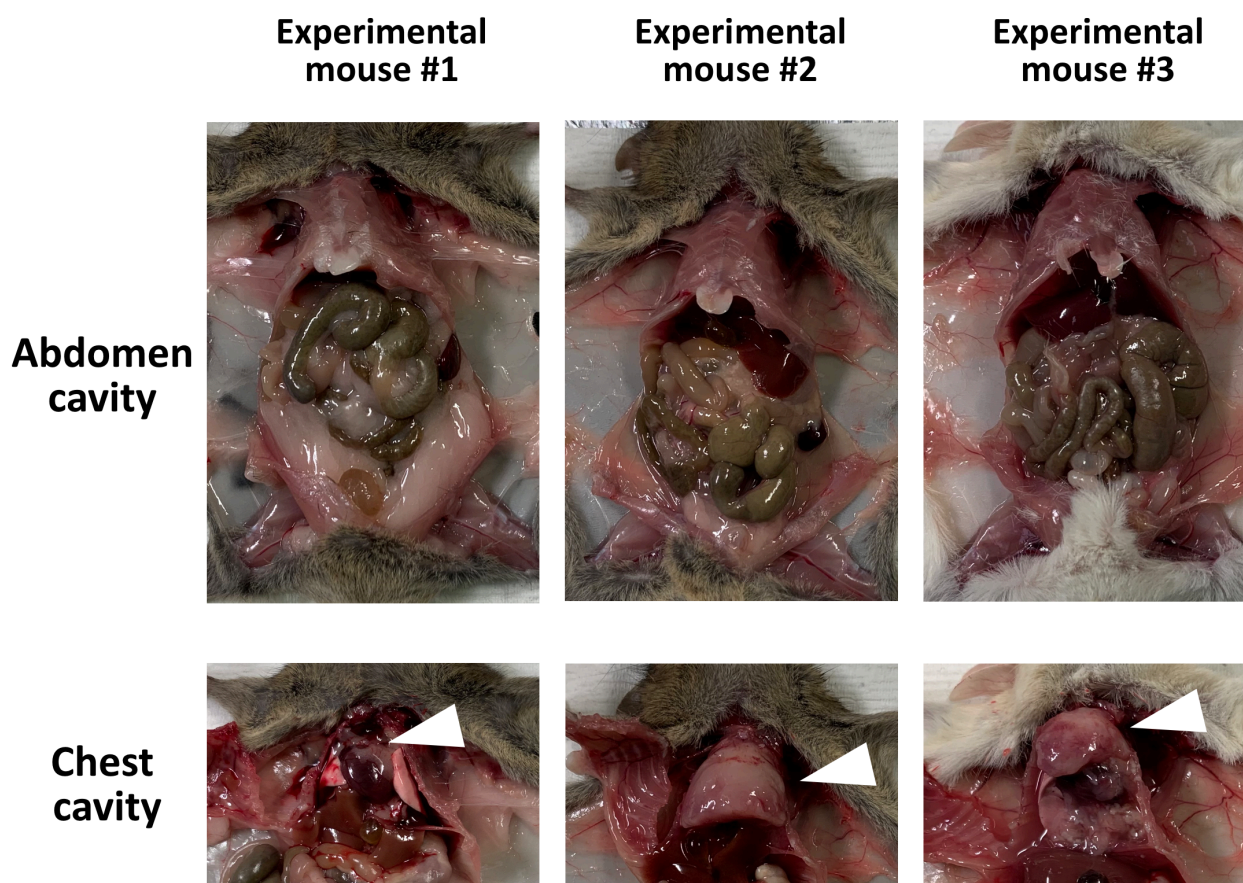 Experimental
mouse #1
Experimental
mouse #2
Experimental
mouse #3
Abdomen
cavity
Chest
cavity